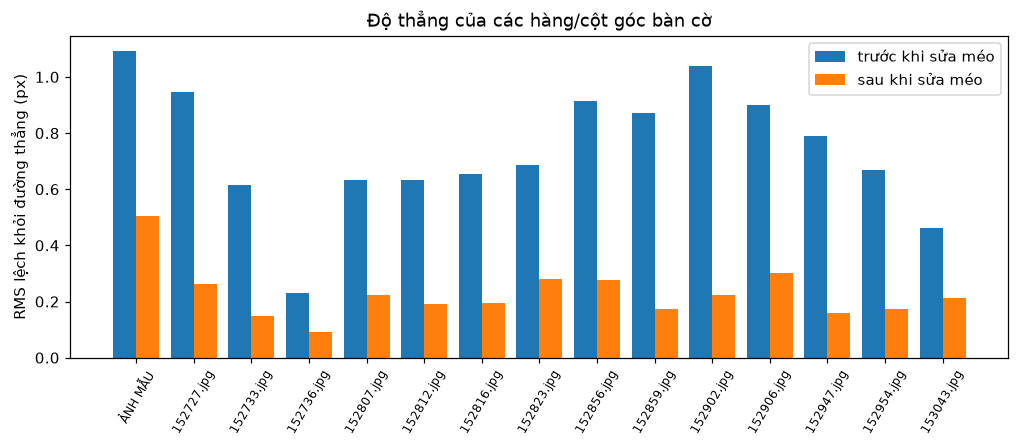 Độ thẳng của các hàng/cột góc bàn cờ
trước khi sửa méo
sau khi sửa méo
RMS lệch khỏi đường thẳng (px)
1.0
0.8
0.6
0.4
0.2
0.0
ẢNH MẪU
152727.jpg
152733.jpg
152736.jpg
152807.jpg
152812.jpg
152816.jpg
152823.jpg
152856.jpg
152859.jpg
152902.jpg
152906.jpg
152947.jpg
152954.jpg
153043.jpg